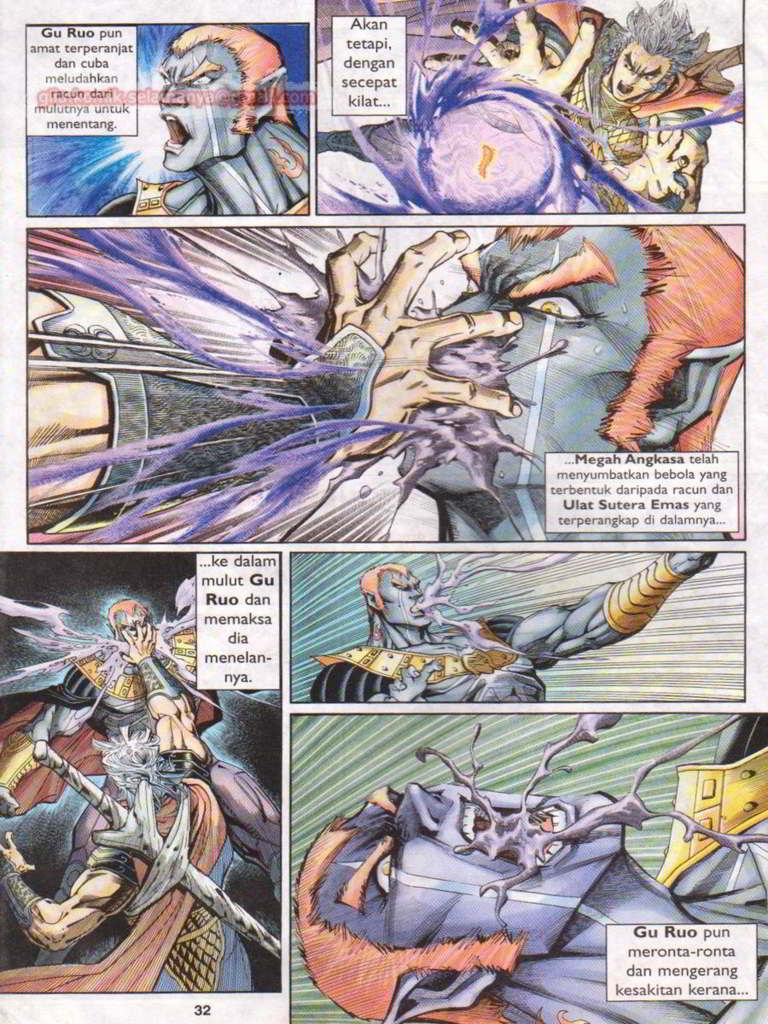 Gu Ruo pun
amat terperanjat
dan cuba
meludahkan
racun dari
mulutnya untuk
menentang.
Akan
tetapi,
dengan
secepat
kilat...
...Megah Angkasa telah
menyumbatkan bebola yang
terbentuk daripada racun dan
Ulat Sutera Emas yang
terperangkap di dalamnya...
...ke dalam
mulut Gu
Ruo dan
memaksa
dia
menelan-
nya.
Gu Ruo pun
meronta-ronta
dan mengerang
kesakitan kerana...
32